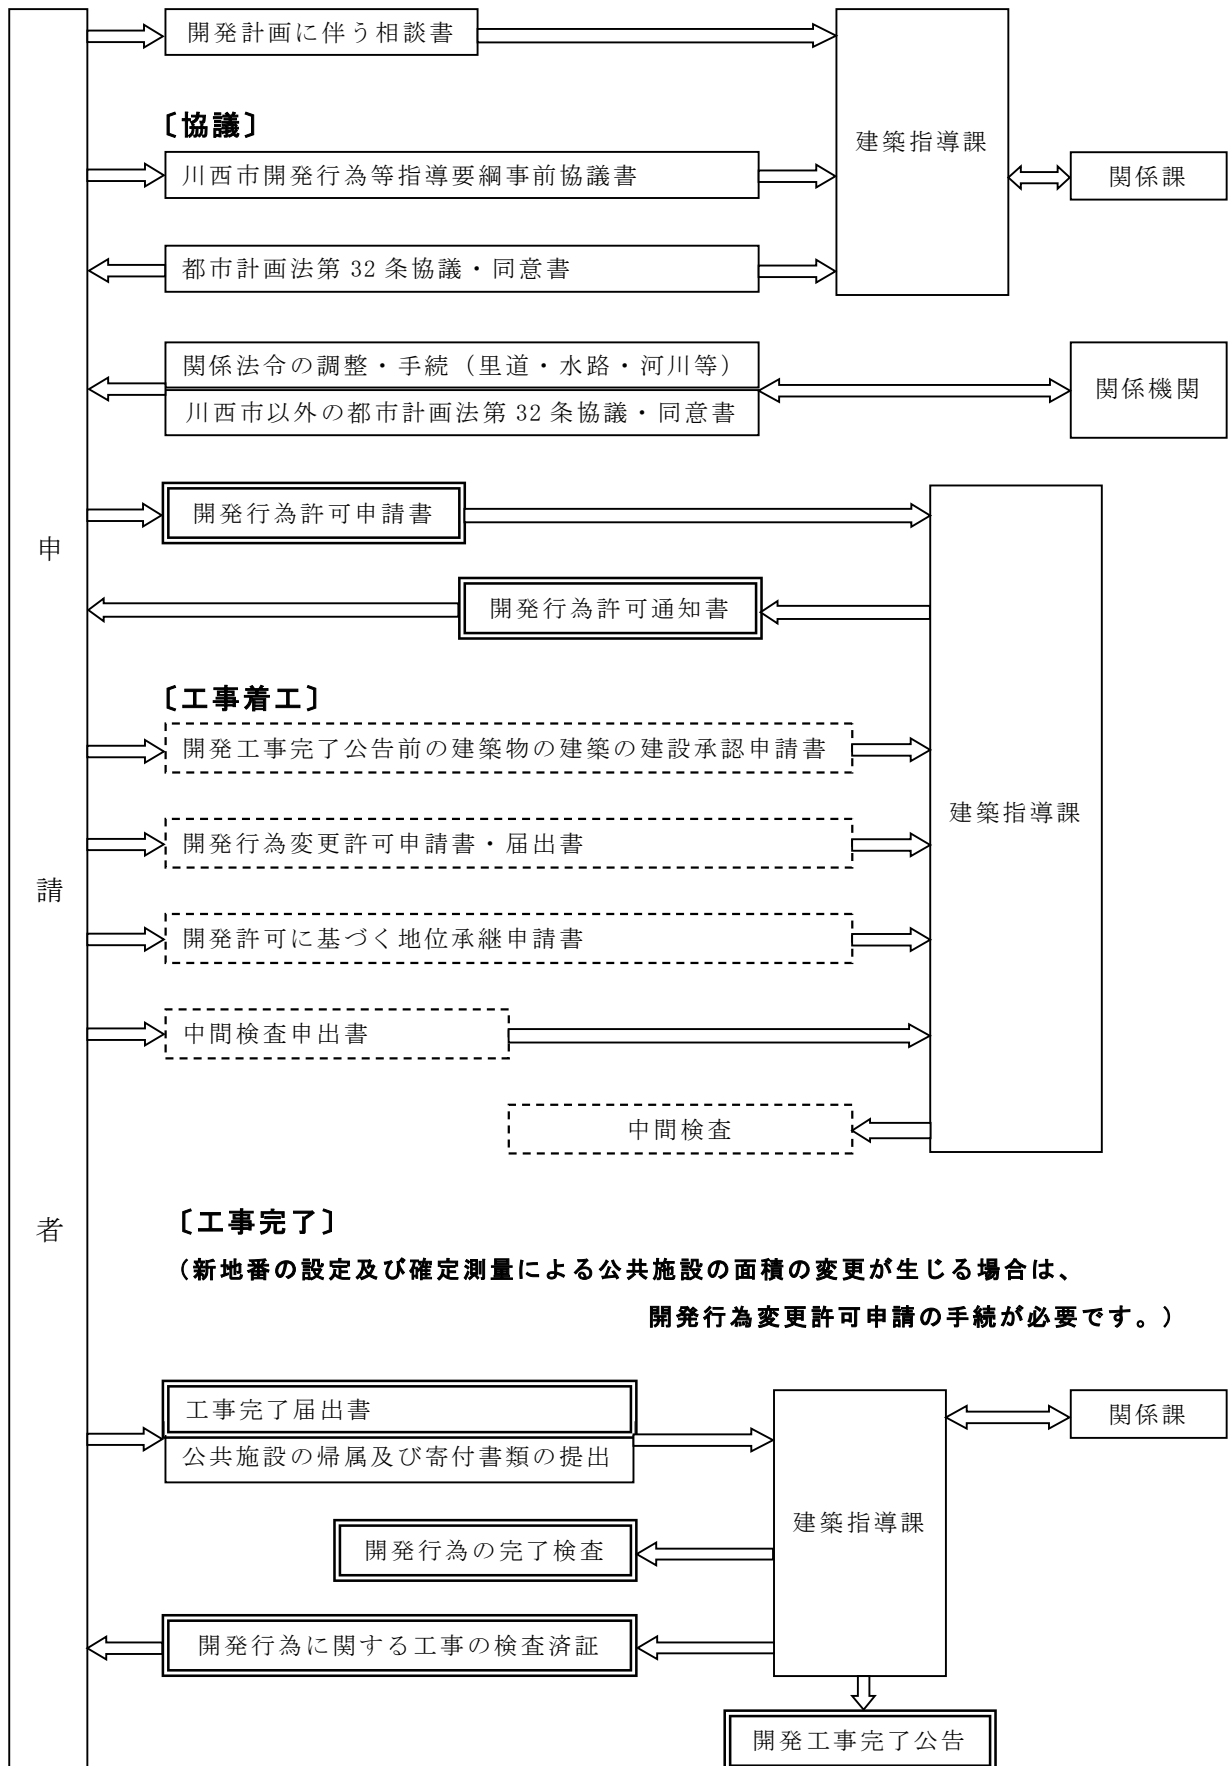 開発計画に伴う相談書
〔協議〕
建築指導課
川西市開発行為等指導要綱事前協議書
関係課
都市計画法第 32 条協議・同意書
関係法令の調整・手続（里道・水路・河川等）
川西市以外の都市計画法第 32 条協議・同意書
関係機関
開発行為許可申請書
申請者
開発行為許可通知書
〔工事着工〕
開発工事完了公告前の建築物の建築の建設承認申請書
建築指導課
開発行為変更許可申請書・届出書
開発許可に基づく地位承継申請書
中間検査申出書
中間検査
〔工事完了〕
（新地番の設定及び確定測量による公共施設の面積の変更が生じる場合は、
開発行為変更許可申請の手続が必要です。）
工事完了届出書
関係課
公共施設の帰属及び寄付書類の提出
建築指導課
開発行為の完了検査
開発行為に関する工事の検査済証
開発工事完了公告